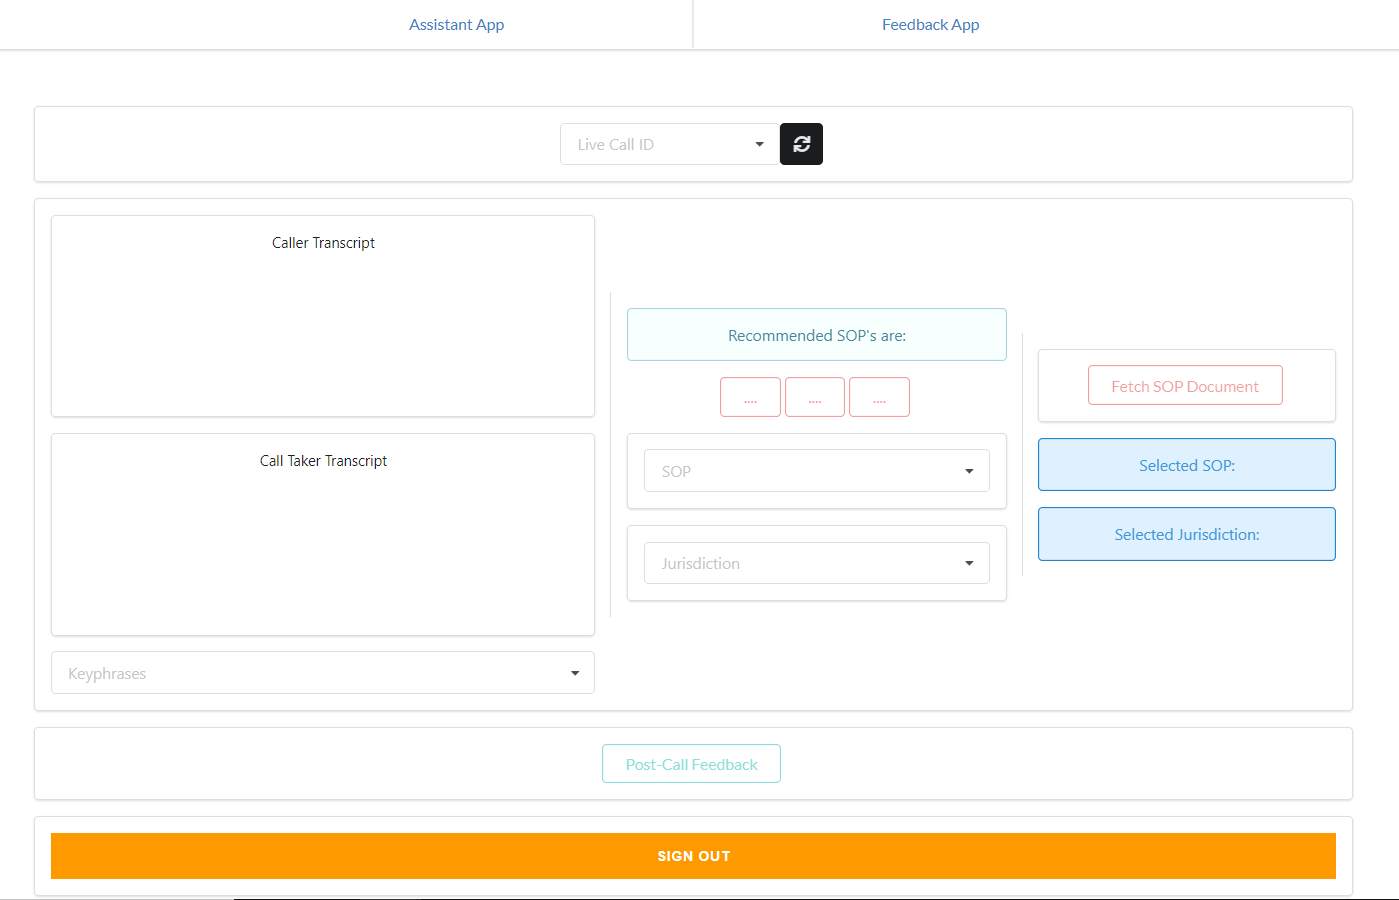 Assistant App
Feedback App
Live Call ID
Caller Transcript
Call Taker Transcript
Keyphrases
Recommended SOP's are:
....
....
....
SOP
Jurisdiction
Fetch SOP Document
Selected SOP:
Selected Jurisdiction:
Post-Call Feedback
SIGN OUT